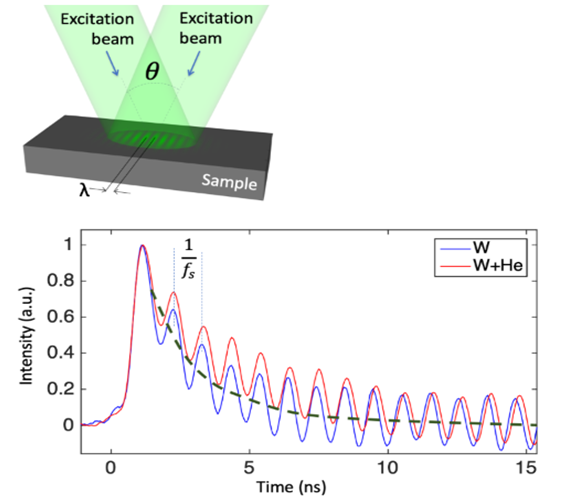 Excitation beam
Excitation beam
θ
λ
Sample
1
0.8
0.6
0.4
0.2
0
Intensity (a.u.)
1
f_s
W
W+He
0
5
10
15
Time (ns)